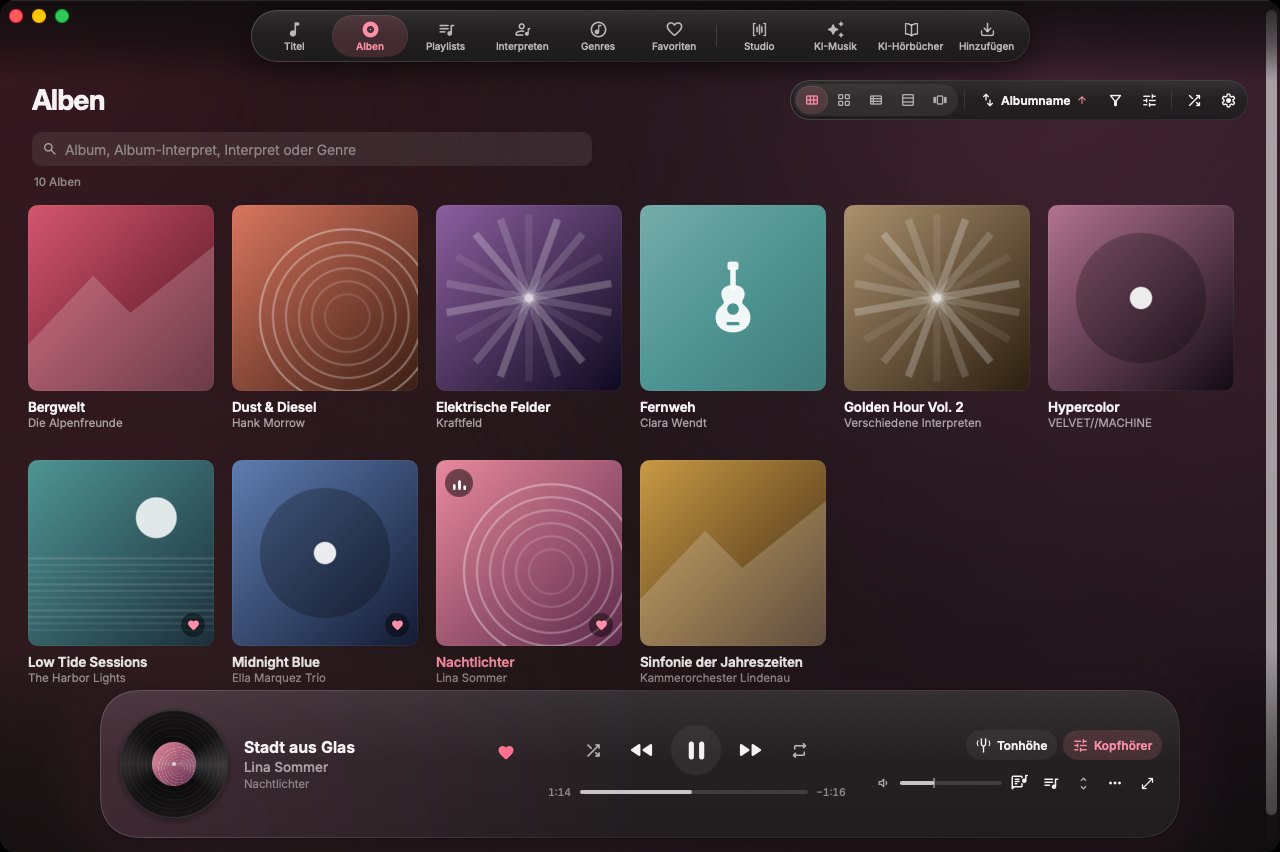 Titel
Alben
Playlists
Interpreten
Genres
Favoriten
Studio
KI-Musik
KI-Hörbücher
Hinzufügen
Alben
Albumname
Album, Album-Interpret, Interpret oder Genre
10 Alben
Bergwelt
Die Alpenfreunde
Dust & Diesel
Hank Morrow
Elektrische Felder
Kraftfeld
Fernweh
Clara Wendt
Golden Hour Vol. 2
Verschiedene Interpreten
Hypercolor
VELVET//MACHINE
Low Tide Sessions
The Harbor Lights
Midnight Blue
Ella Marquez Trio
Nachtlichter
Lina Sommer
Sinfonie der Jahreszeiten
Kammerorchester Lindenau
Stadt aus Glas
Lina Sommer
Nachtlichter
1:14
−1:16
Tonhöhe
Kopfhörer